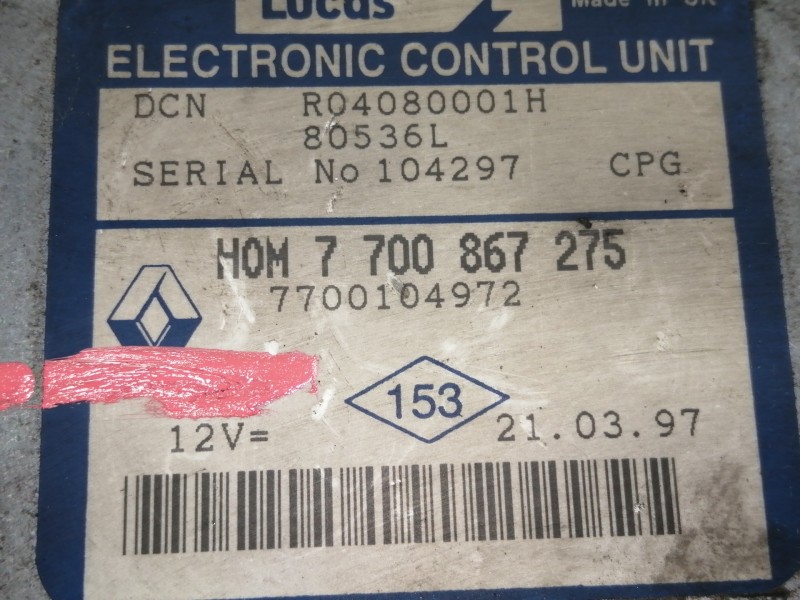 Lucas Made in UK
ELECTRONIC CONTROL UNIT
DCN R04080001H
80536L
SERIAL No 104297 CPG
HOM 7 700 867 275
7700104972
153
12V= 21.03.97